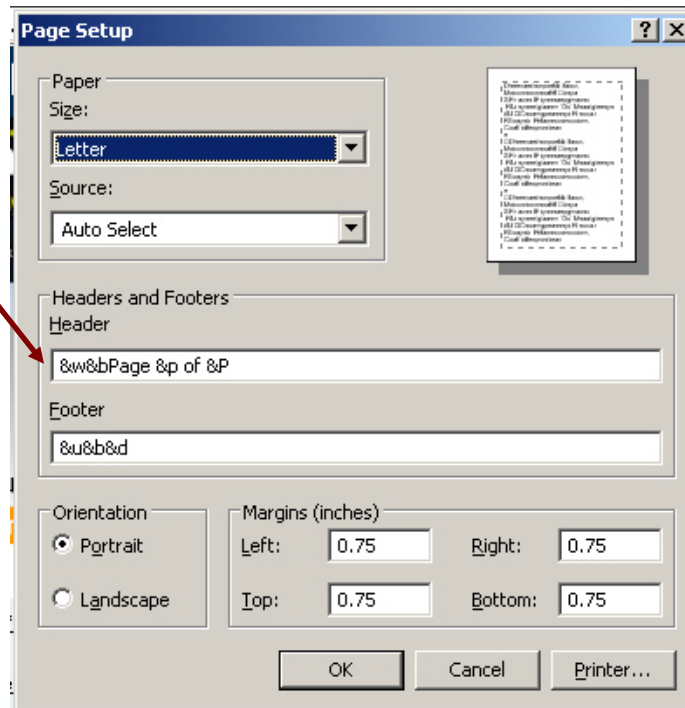 Page Setup
Paper
Size:
Letter
Source:
Auto Select
Headers and Footers
Header
&w&bPage &p of &P
Footer
&u&b&d
Orientation
Portrait
Landscape
Margins (inches)
Left: 0.75 Right: 0.75
Top: 0.75 Bottom: 0.75
OK Cancel Printer...